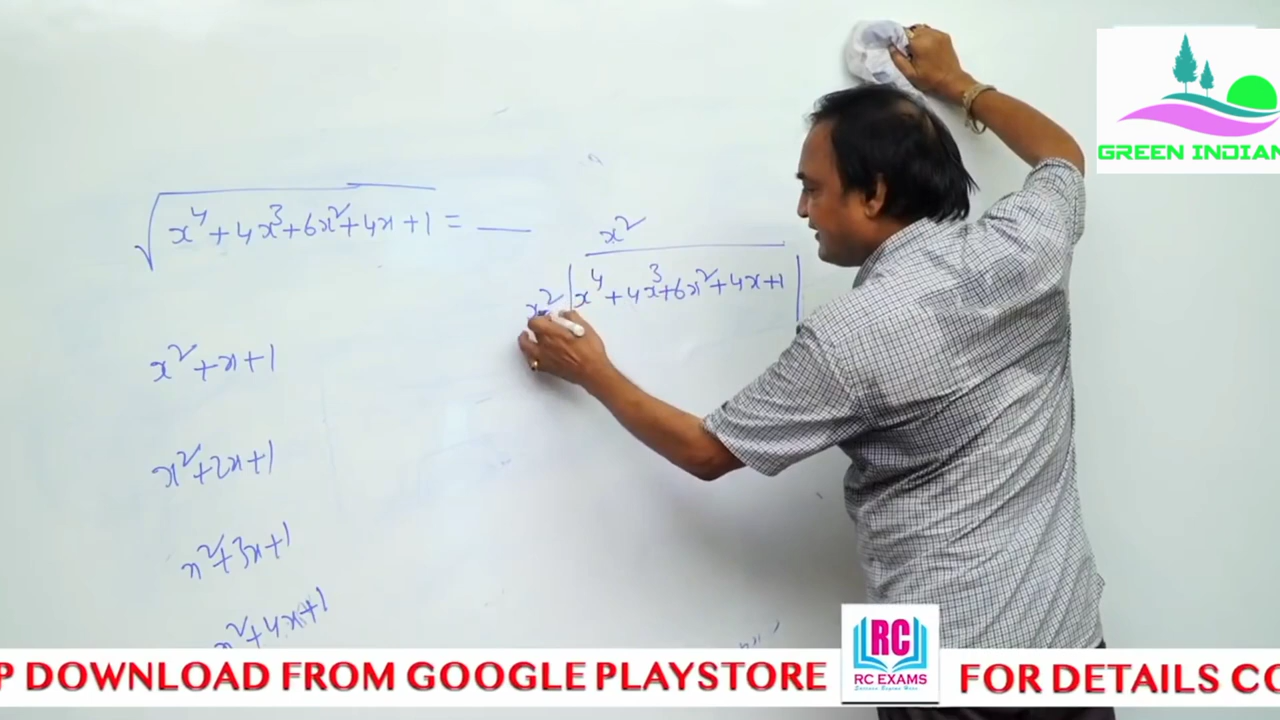 √x⁴+4x³+6x²+4x+1 = ___
x²
x² | x⁴+4x³+6x²+4x+1 |
x²+x+1
x²+2x+1
x²+3x+1
x²+4x+1
GREEN INDIAN
RC
RC EXAMS
P DOWNLOAD FROM GOOGLE PLAYSTORE
FOR DETAILS CO